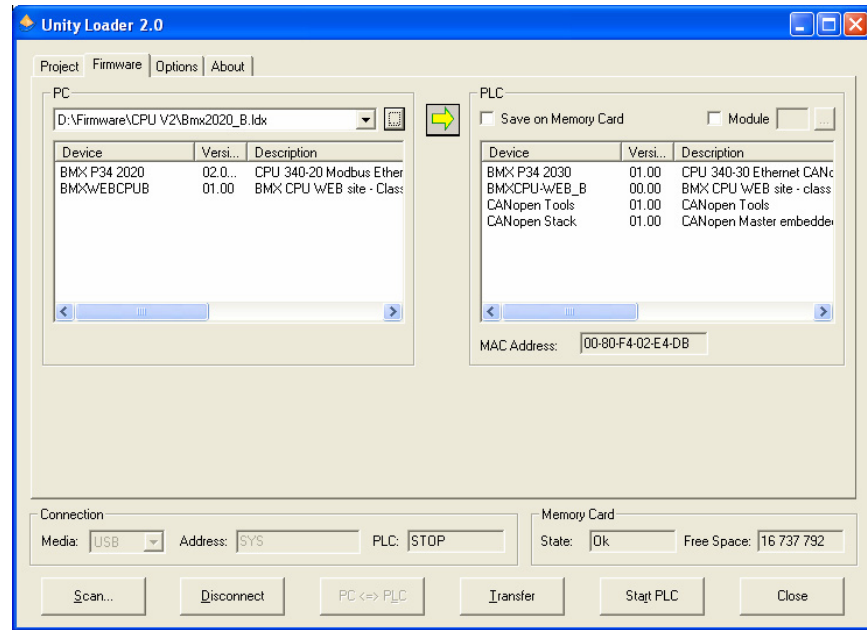 Unity Loader 2.0
Project Firmware Options About
PC
D:\Firmware\CPU V2\Bmx2020_B.ldx
Device Versi... Description
BMX P34 2020 02.0... CPU 340-20 Modbus Ether
BMXWEBCPUB 01.00 BMX CPU WEB site - Clas
PLC
Save on Memory Card Module ...
Device Versi... Description
BMX P34 2030 01.00 CPU 340-30 Ethernet CANo
BMXCPU-WEB_B 00.00 BMX CPU WEB site - class
CANopen Tools 01.00 CANopen Tools
CANopen Stack 01.00 CANopen Master embedde
MAC Address: 00-80-F4-02-E4-DB
Connection
Media: USB Address: SYS PLC: STOP
Memory Card
State: Ok Free Space: 16 737 792
Scan... Disconnect PC <=> PLC Transfer Start PLC Close